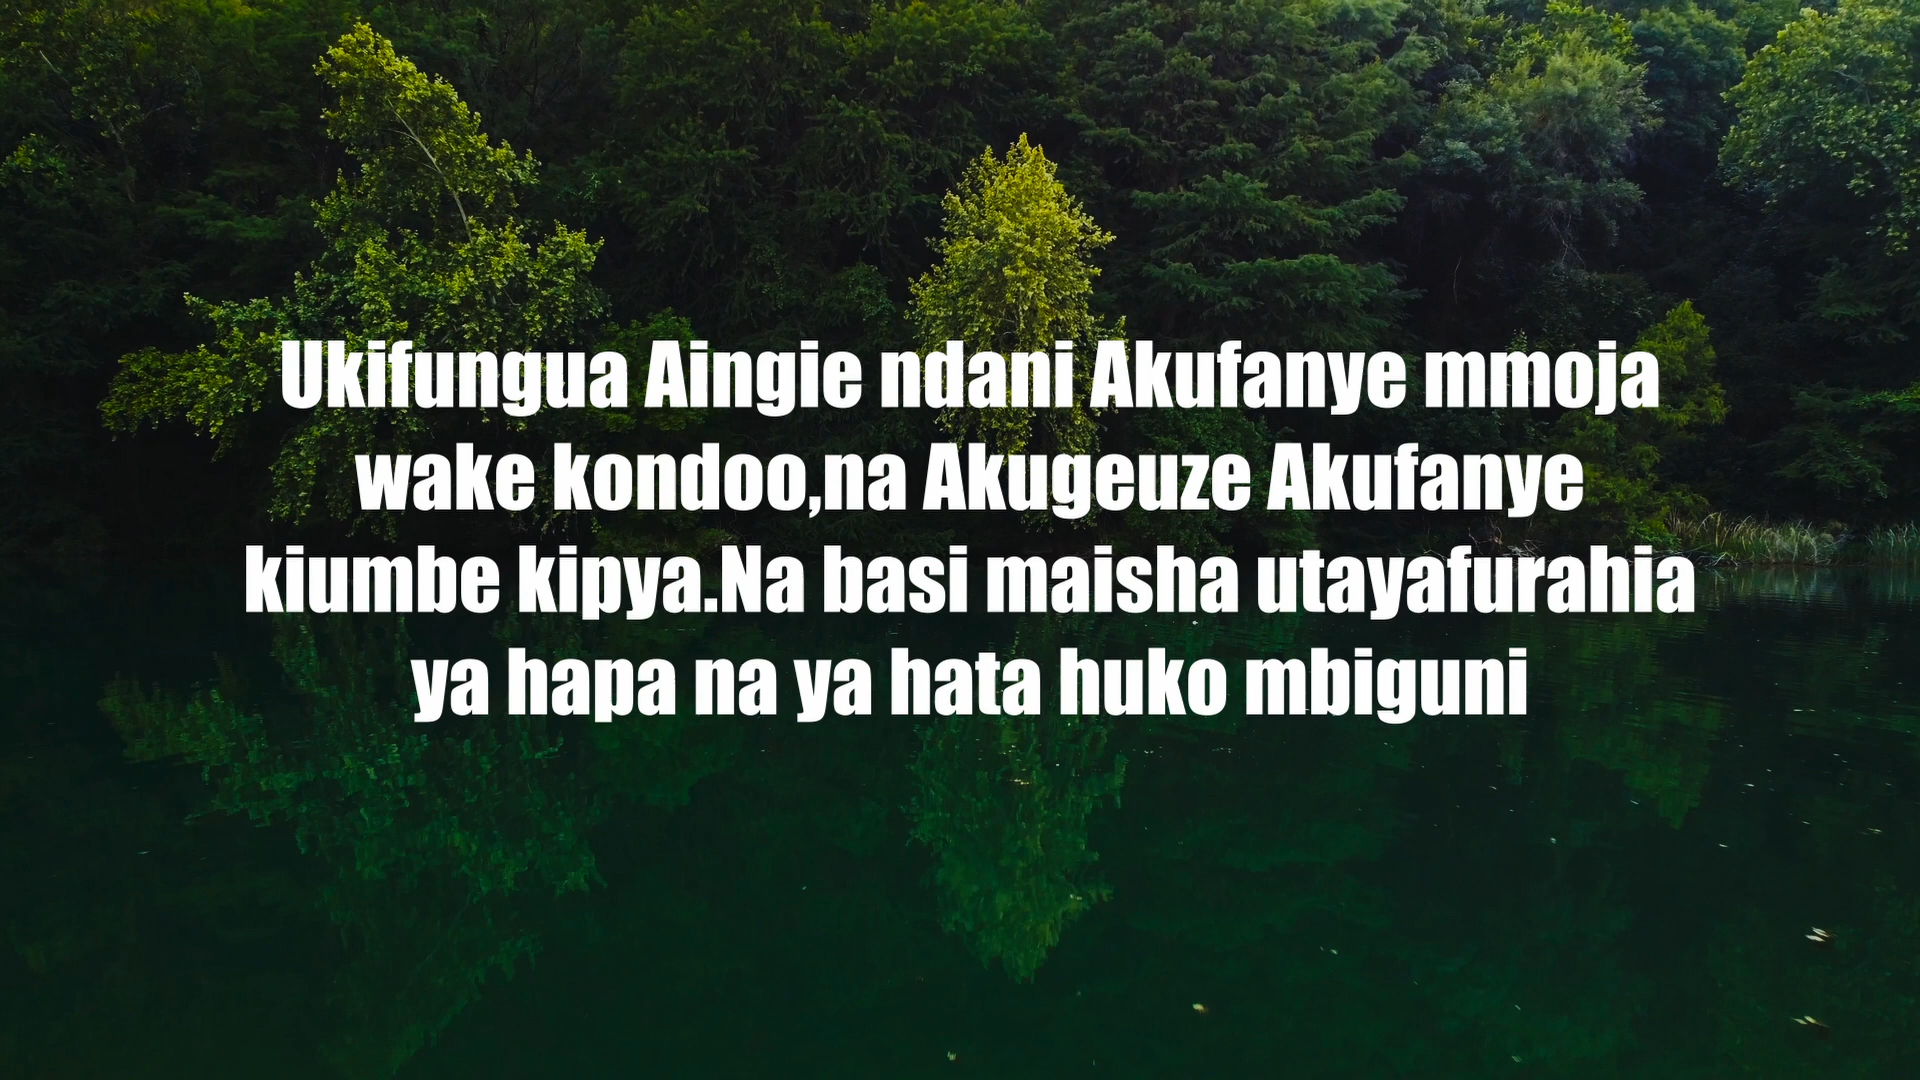 Ukifungua Aingie ndani Akufanye mmoja
wake kondoo,na Akugeuze Akufanye
kiumbe kipya.Na basi maisha utayafurahia
ya hapa na ya hata huko mbiguni